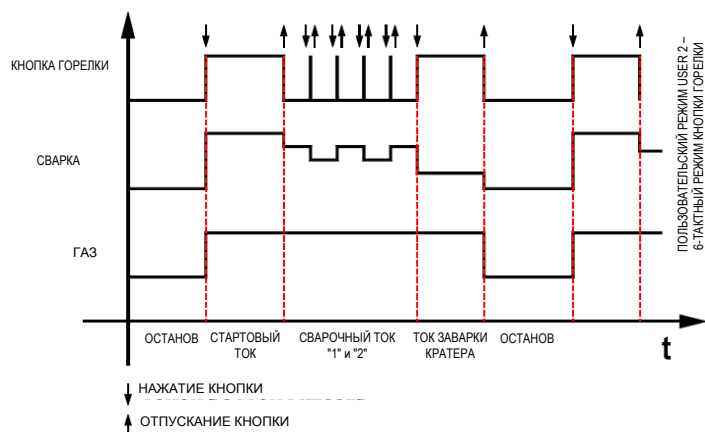 КНОПКА ГОРЕЛКИ
СВАРКА
ГАЗ
ПОЛЬЗОВАТЕЛЬСКИЙ РЕЖИМ USER 2 –
6-ТАКТНЫЙ РЕЖИМ КНОПКИ ГОРЕЛКИ
ОСТАНОВ
СТАРТОВЫЙ
ТОК
СВАРОЧНЫЙ ТОК
"1" и "2"
ТОК ЗАВАРКИ
КРАТЕРА
ОСТАНОВ
t
НАЖАТИЕ КНОПКИ
ОТПУСКАНИЕ КНОПКИ